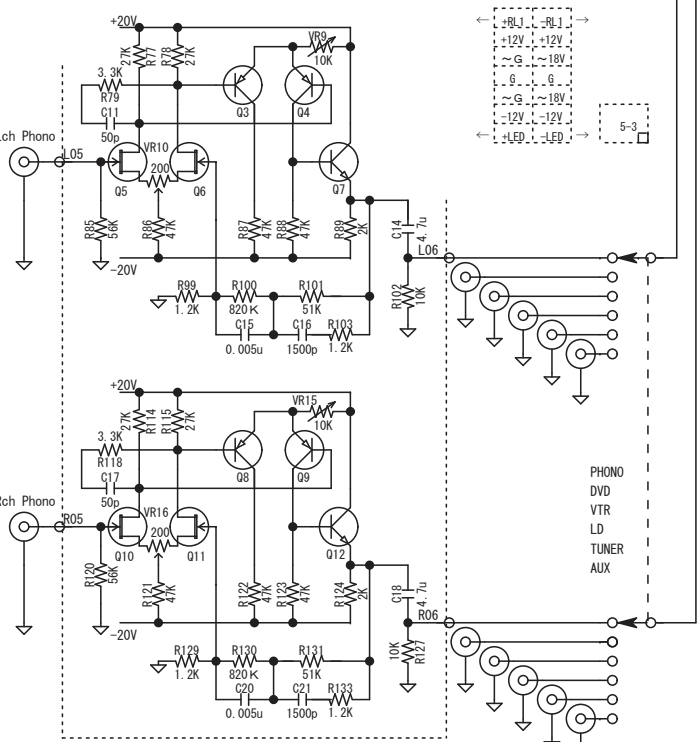 +20V
R77
27K
R78
27K
VR9
10K
3.3K
R79
C11
50p
Q3
Q4
Lch Phono
L05
VR10
200
Q5
Q6
Q7
R85
56K
R86
47K
R87
47K
R88
47K
R89
2K
C14
4.7u
L06
-20V
R99
1.2K
R100
820K
R101
51K
R102
10K
C15
0.005u
C16
1500p
R103
1.2K
← +RL1 -RL1 →
+12V +12V
~G ~18V
G G
~G ~18V
-12V -12V
← +LED -LED →
5-3
+20V
R114
27K
R115
27K
VR15
10K
3.3K
R118
C17
50p
Q8
Q9
Rch Phono
R05
VR16
200
Q10
Q11
Q12
R120
56K
R121
47K
R122
47K
R123
47K
R124
2K
C18
4.7u
R06
-20V
R129
1.2K
R130
820K
R131
51K
10K
R127
C20
0.005u
C21
1500p
R133
1.2K
PHONO
DVD
VTR
LD
TUNER
AUX